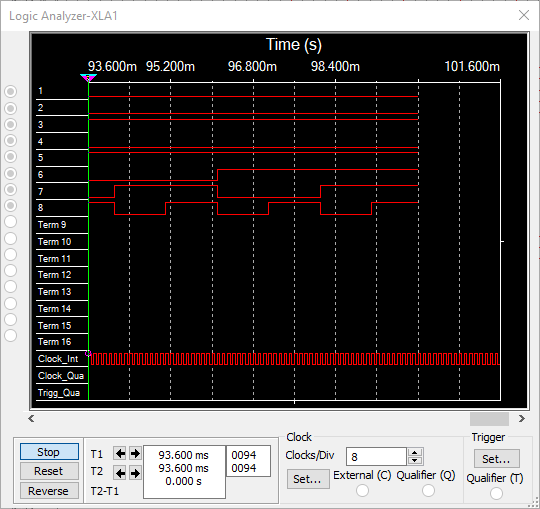 Logic Analyzer-XLA1
Time (s)
93.600m 95.200m 96.800m 98.400m 101.600m
1
2
3
4
5
6
7
8
Term 9
Term 10
Term 11
Term 12
Term 13
Term 14
Term 15
Term 16
Clock_Int
Clock_Qua
Trigg_Qua
Stop
Reset
Reverse
T1
T2
T2-T1
93.600 ms 0094
93.600 ms 0094
0.000 s
Clock
Clocks/Div 8
Set... External (C) Qualifier (Q)
Trigger
Set...
Qualifier (T)